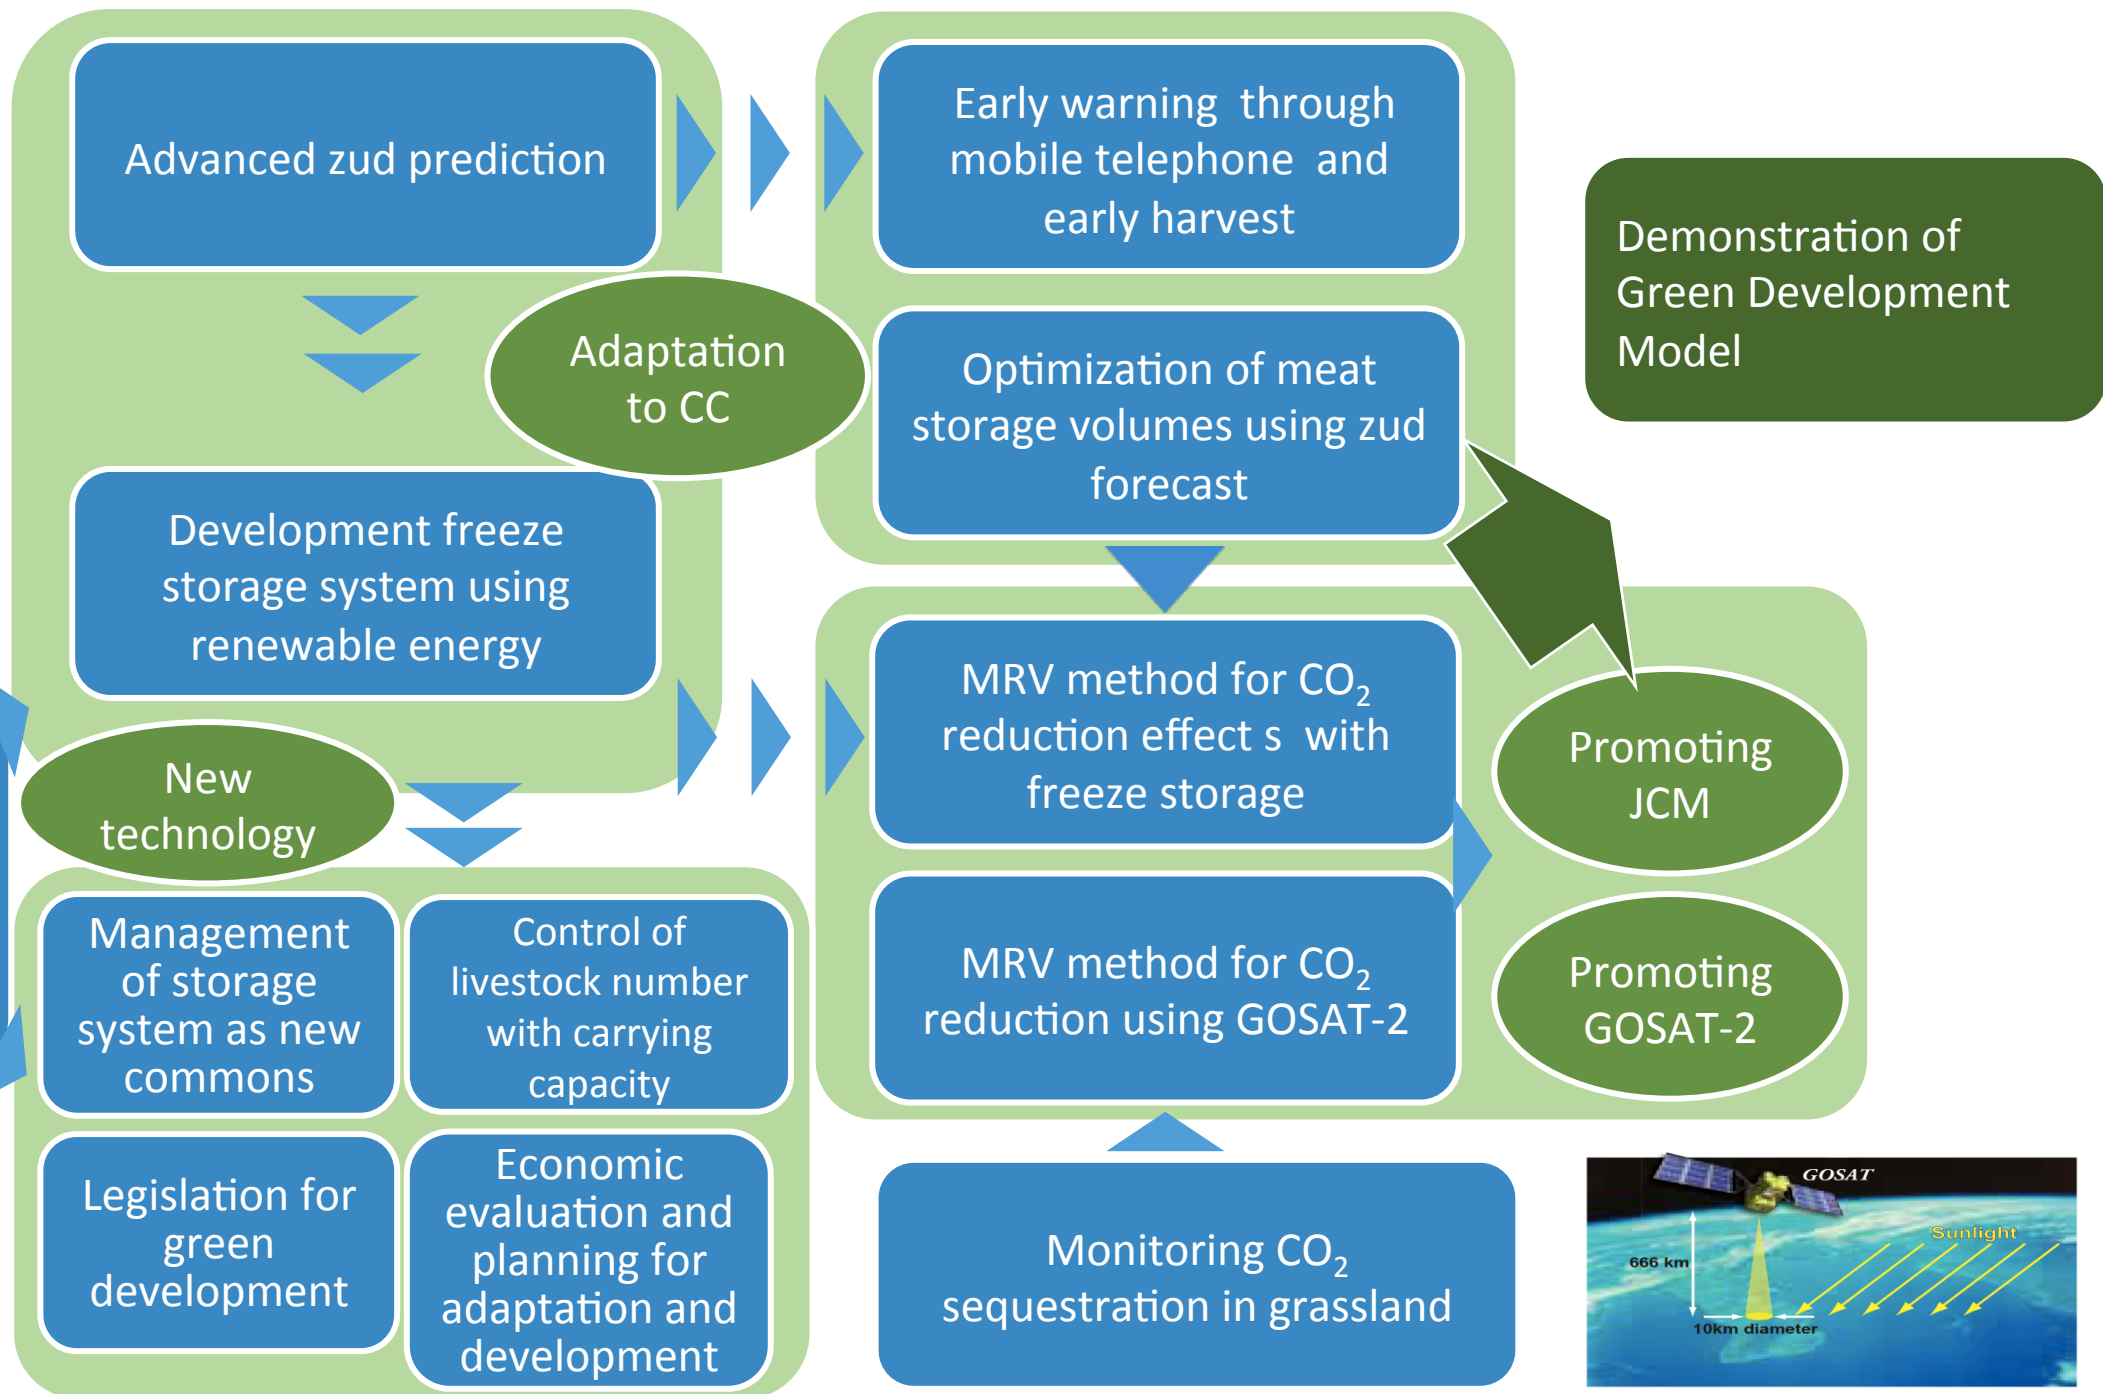 Advanced zud prediction
Early warning through
mobile telephone and
early harvest
Demonstration of
Green Development
Model
Adaptation
to CC
Optimization of meat
storage volumes using zud
forecast
Development freeze
storage system using
renewable energy
New
technology
MRV method for CO₂
reduction effect s with
freeze storage
Promoting
JCM
Management
of storage
system as new
commons
Control of
livestock number
with carrying
capacity
MRV method for CO₂
reduction using GOSAT-2
Promoting
GOSAT-2
Legislation for
green
development
Economic
evaluation and
planning for
adaptation and
development
Monitoring CO₂
sequestration in grassland
GOSAT
Sunlight
666 km
10km diameter